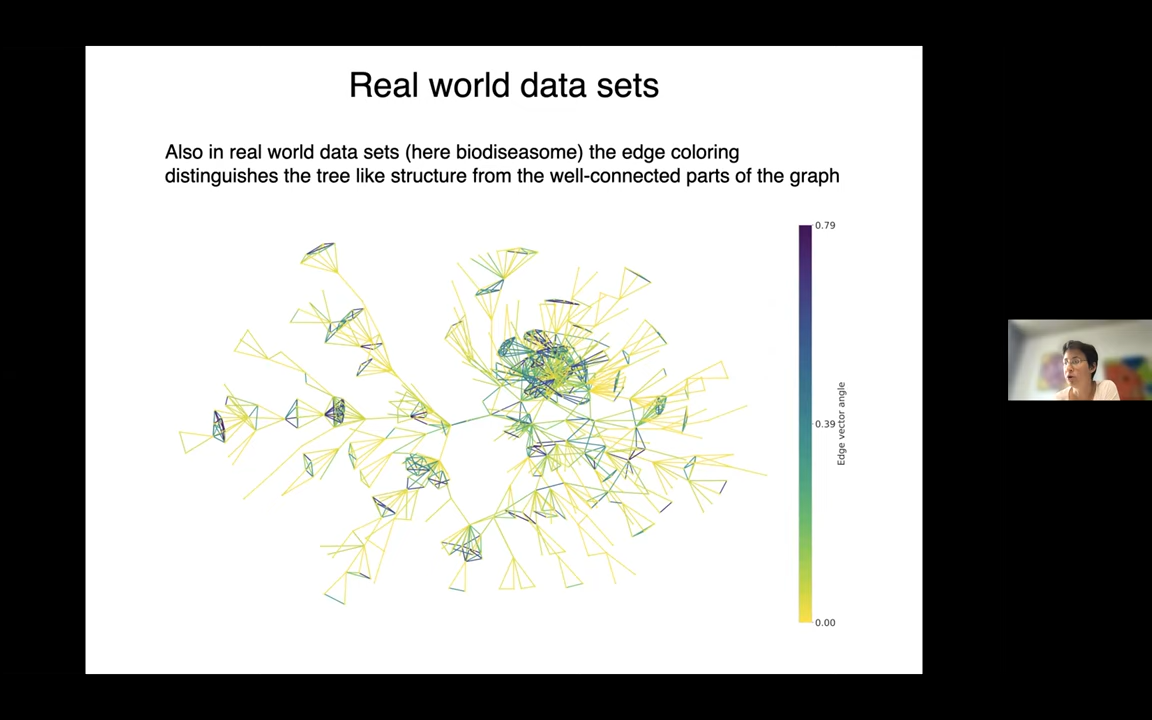 Real world data sets
Also in real world data sets (here biodiseasome) the edge coloring
distinguishes the tree like structure from the well-connected parts of the graph
0.79
0.39
Edge vector angle
0.00